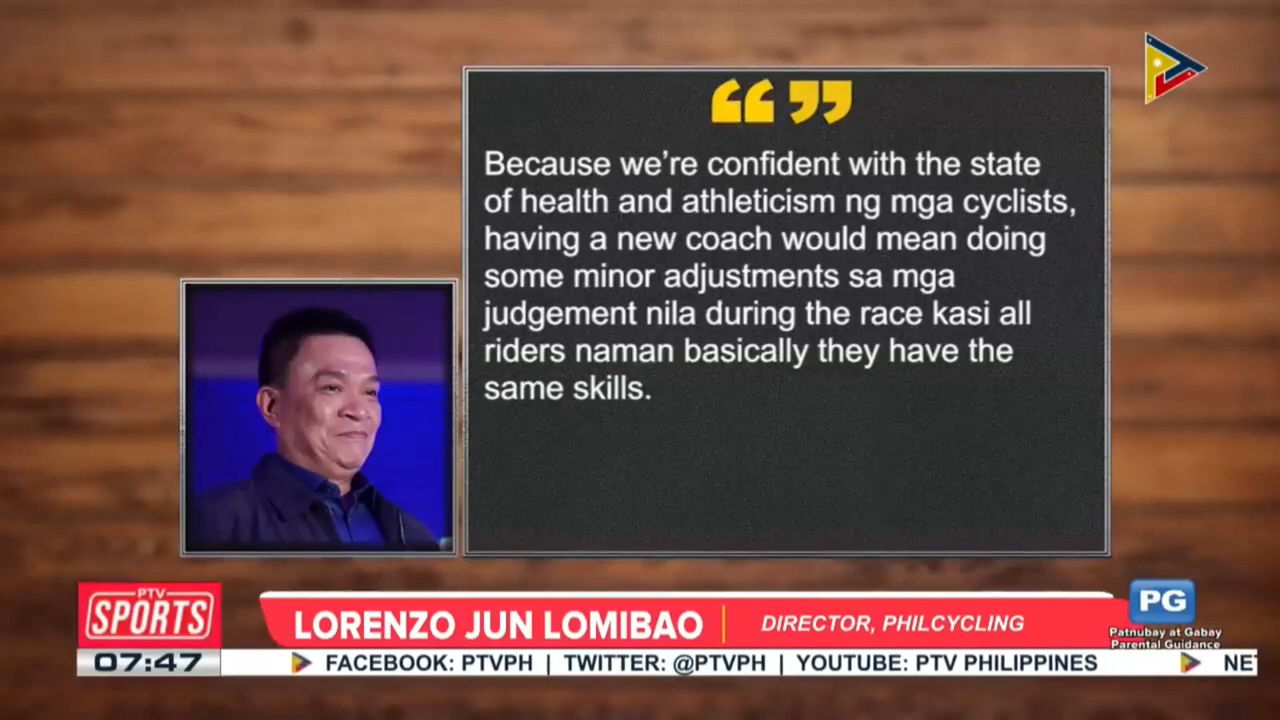 Because we're confident with the state
of health and athleticism ng mga cyclists,
having a new coach would mean doing
some minor adjustments sa mga
judgement nila during the race kasi all
riders naman basically they have the
same skills.
PTV
SPORTS
LORENZO JUN LOMIBAO | DIRECTOR, PHILCYCLING
PG
Patnubay at Gabay
Parental Guidance
07:47
FACEBOOK: PTVPH | TWITTER: @PTVPH | YOUTUBE: PTV PHILIPPINES